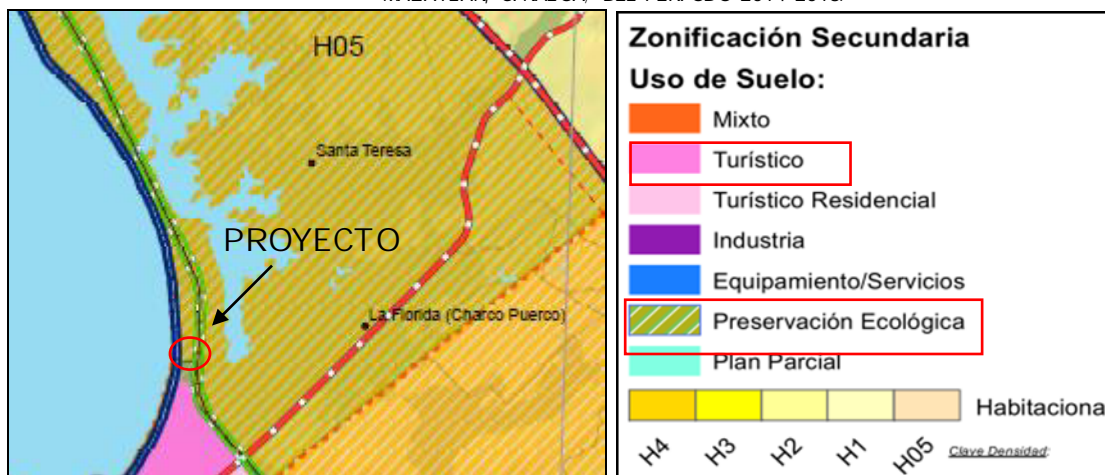 H05
Santa Teresa
PROYECTO
La Florida (Charco Puerco)
Zonificación Secundaria
Uso de Suelo:
Mixto
Turístico
Turístico Residencial
Industria
Equipamiento/Servicios
Preservación Ecológica
Plan Parcial
Habitaciona
H4 H3 H2 H1 H05 Clave Densidad: